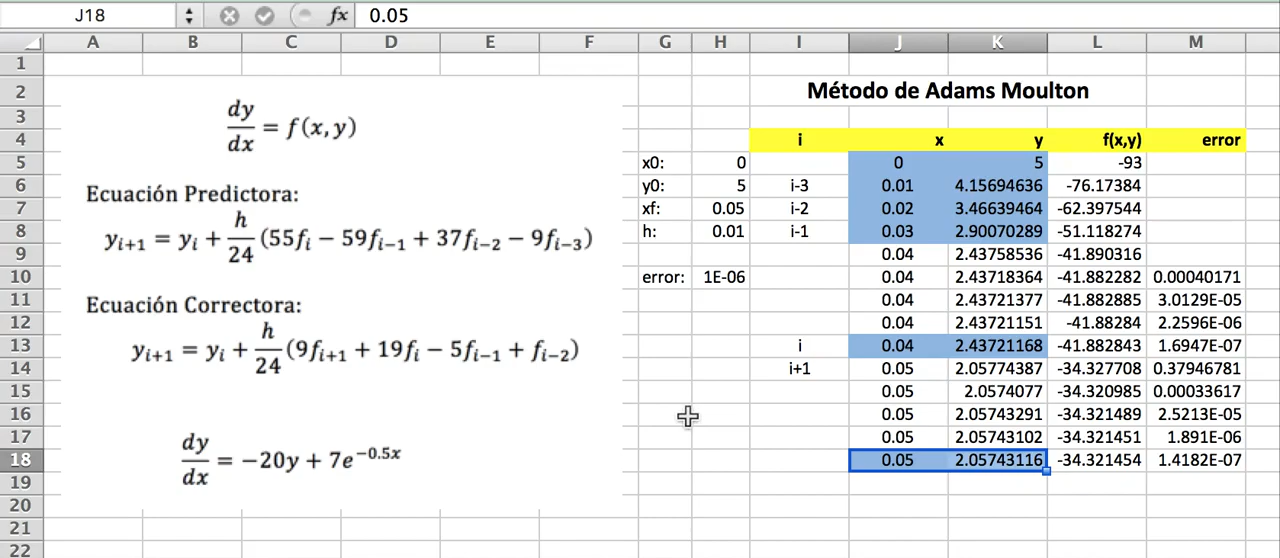 J18 fx 0.05
A B C D E F G H I J K L M
1
2 Método de Adams Moulton
3 dy/dx = f(x,y)
4 i x y f(x,y) error
5 x0: 0 0 5 -93
6 Ecuación Predictora: y0: 5 i-3 0.01 4.15694636 -76.17384
7 xf: 0.05 i-2 0.02 3.46639464 -62.397544
8 y_{i+1} = y_i + h/24 (55f_i − 59f_{i−1} + 37f_{i−2} − 9f_{i−3}) h: 0.01 i-1 0.03 2.90070289 -51.118274
9 0.04 2.43758536 -41.890316
10 error: 1E-06 0.04 2.43718364 -41.882282 0.00040171
11 Ecuación Correctora: 0.04 2.43721377 -41.882885 3.0129E-05
12 0.04 2.43721151 -41.88284 2.2596E-06
13 y_{i+1} = y_i + h/24 (9f_{i+1} + 19f_i − 5f_{i−1} + f_{i−2}) i 0.04 2.43721168 -41.882843 1.6947E-07
14 i+1 0.05 2.05774387 -34.327708 0.37946781
15 0.05 2.0574077 -34.320985 0.00033617
16 0.05 2.05743291 -34.321489 2.5213E-05
17 0.05 2.05743102 -34.321451 1.891E-06
18 dy/dx = −20y + 7e^{−0.5x} 0.05 2.05743116 -34.321454 1.4182E-07
19
20
21
22